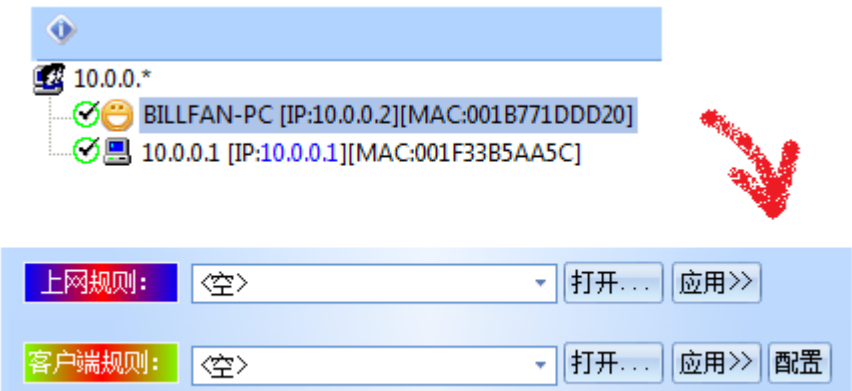 10.0.0.*
BILLFAN-PC [IP:10.0.0.2][MAC:001B771DDD20]
10.0.0.1 [IP:10.0.0.1][MAC:001F33B5AA5C]
上网规则： <空> 打开... 应用>>
客户端规则： <空> 打开... 应用>> 配置